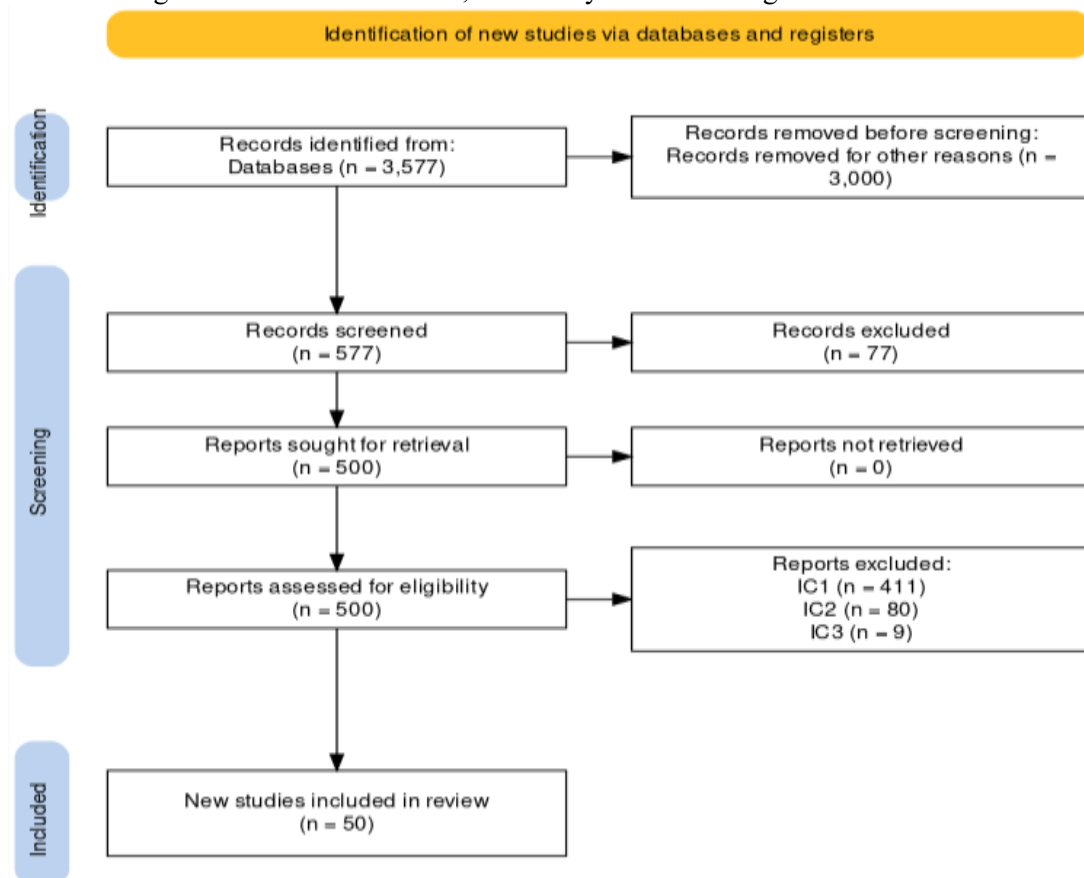 Identification of new studies via databases and registers
Identification
Records identified from:
Databases (n = 3,577)
Records removed before screening:
Records removed for other reasons (n =
3,000)
Screening
Records screened
(n = 577)
Records excluded
(n = 77)
Reports sought for retrieval
(n = 500)
Reports not retrieved
(n = 0)
Reports assessed for eligibility
(n = 500)
Reports excluded:
IC1 (n = 411)
IC2 (n = 80)
IC3 (n = 9)
Included
New studies included in review
(n = 50)